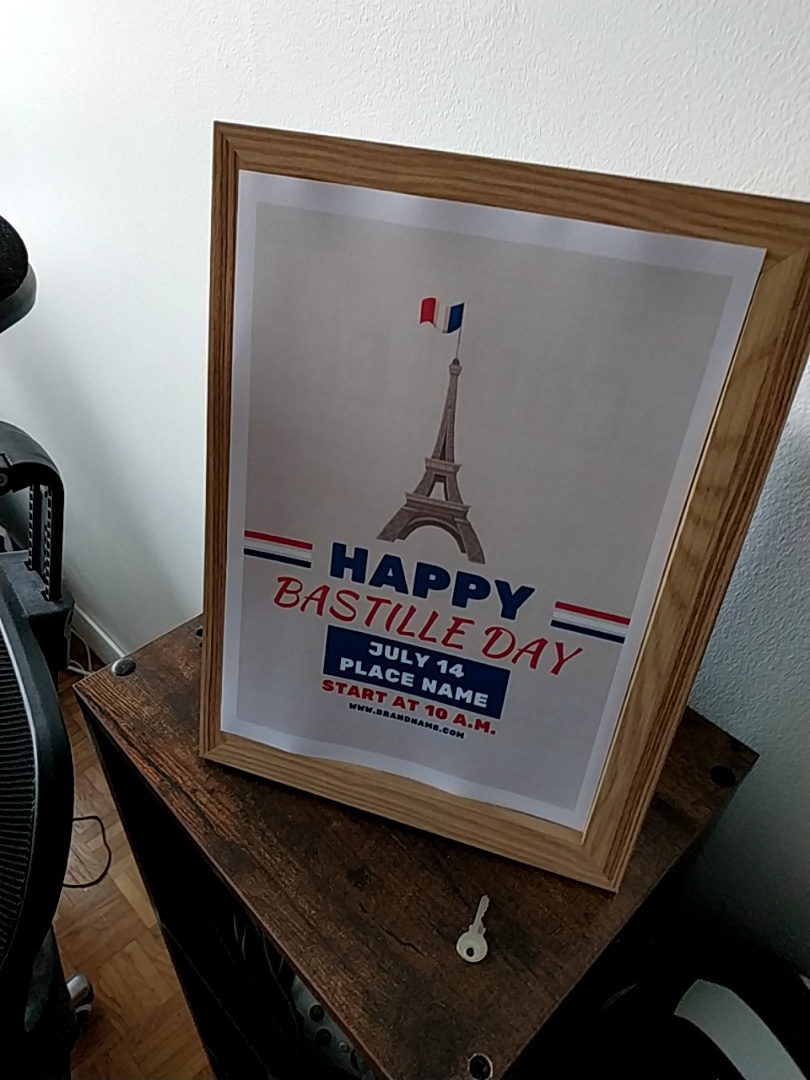 HAPPY
BASTILLE DAY
JULY 14
PLACE NAME
START AT 10 A.M.
WWW.BRANDNAME.COM